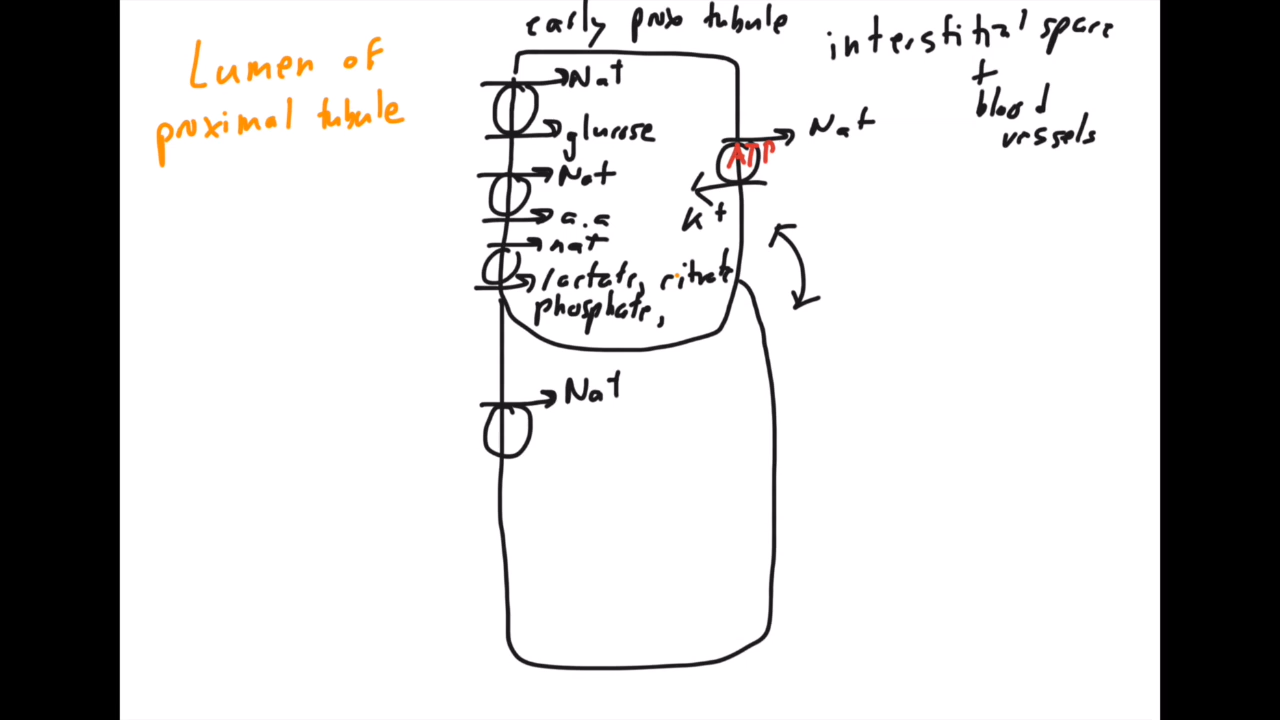 early prox tubule
Lumen of
proximal tubule
interstitial space
+
blood
vessels
Na+
glucose
Na+
a.a
nat
lactate, citrate
phosphate,
Na+
ATP
K+
Na+